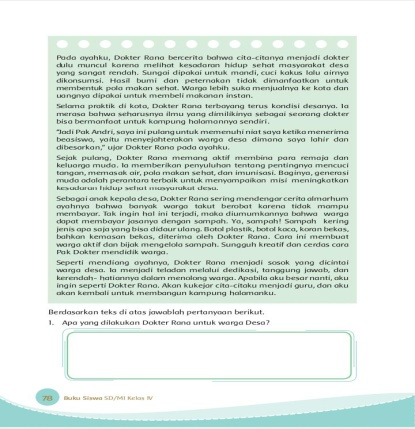 Pada ayahku, Dokter Rana bercerita bahwa cita-citanya menjadi dokter
dulu muncul karena melihat kesadaran hidup sehat masyarakat desa
yang sangat rendah. Sungai dipakai untuk mandi, cuci kakus lalu airnya
dikonsumsi. Hasil bumi dan peternakan tidak dimanfaatkan untuk
membentuk pola makan sehat. Warga lebih suka menjualnya ke kota dan
uangnya dipakai untuk membeli makanan instan.
Selama praktik di kota, Dokter Rana terbayang terus kondisi desanya. Ia
merasa bahwa seharusnya ilmu yang dimilikinya sebagai seorang dokter
bisa bermanfaat untuk kampung halamannya sendiri.
"Jadi Pak Andri, saya ini pulang untuk memenuhi niat saya ketika menerima
beasiswa, yaitu menyejahterakan warga desa dimana saya lahir dan
dibesarkan," ujar Dokter Rana pada ayahku.
Sejak pulang, Dokter Rana memang aktif membina para remaja dan
keluarga muda. Ia memberikan penyuluhan tentang pentingnya mencuci
tangan, memasak air, pola makan sehat, dan imunisasi. Baginya, generasi
muda adalah perantara terbaik untuk menyampaikan misi meningkatkan
kesadaran hidup sehat masyarakat desa.
Sebagai anak kepala desa, Dokter Rana sering mendengar cerita almarhum
ayahnya bahwa banyak warga takut berobat karena tidak mampu
membayar. Tak ingin hal ini terjadi, maka diumumkannya bahwa warga
dapat membayar jasanya dengan sampah. Ya, sampah! Sampah kering
jenis apa saja yang bisa didaur ulang. Botol plastik, botol kaca, koran bekas,
bahkan kemasan bekas, diterima oleh Dokter Rana. Cara ini membuat
warga aktif dan bijak mengelola sampah. Sungguh kreatif dan cerdas cara
Pak Dokter mendidik warga.
Seperti mendiang ayahnya, Dokter Rana menjadi sosok yang dicintai
warga desa. Ia menjadi teladan melalui dedikasi, tanggung jawab, dan
kerendah- hatiannya dalam menolong warga. Apabila aku besar nanti, aku
ingin seperti Dokter Rana. Akan kukejar cita-citaku menjadi guru, dan aku
akan kembali untuk membangun kampung halamanku.
Berdasarkan teks di atas jawablah pertanyaan berikut.
1. Apa yang dilakukan Dokter Rana untuk warga Desa?
78 Buku Siswa SD/MI Kelas IV